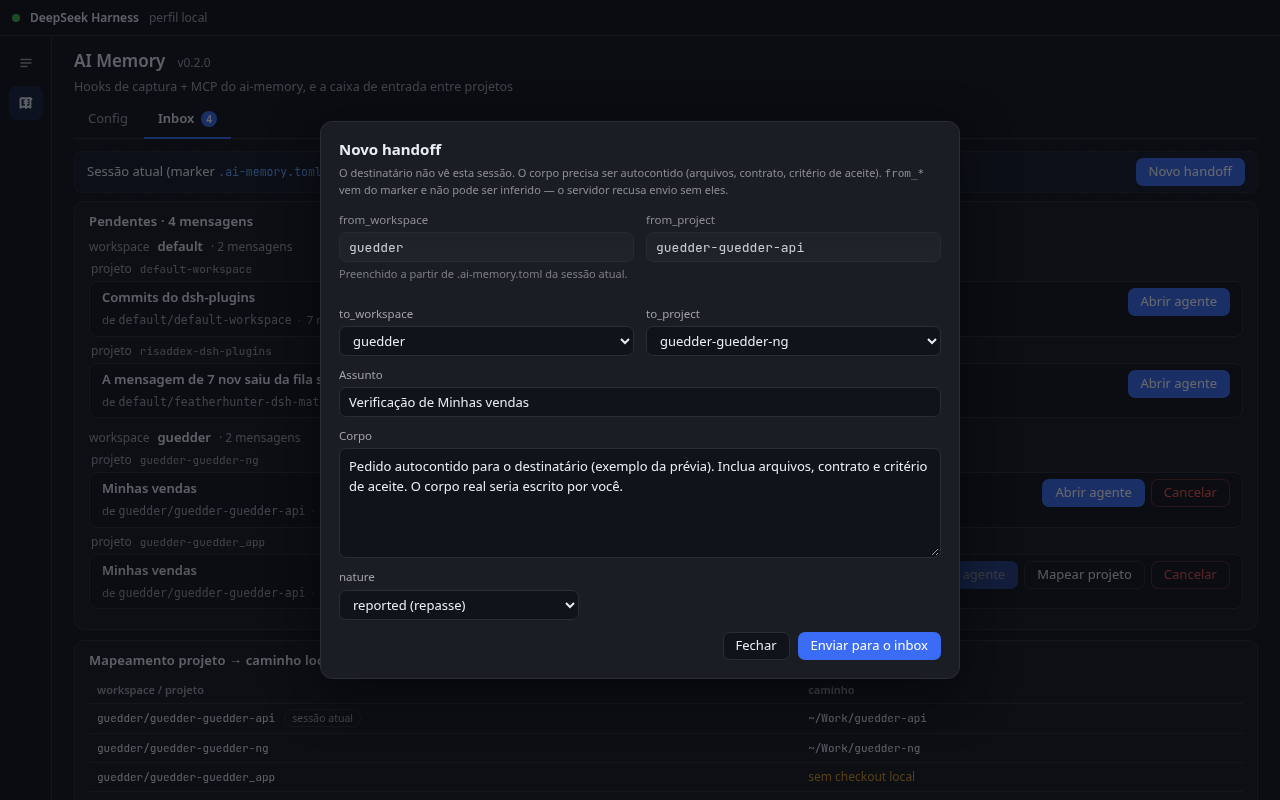 DeepSeek Harness perfil local
AI Memory v0.2.0
Hooks de captura + MCP do ai-memory, e a caixa de entrada entre projetos
Config Inbox 4
Sessão atual (marker .ai-memory.toml
Novo handoff
Pendentes · 4 mensagens
workspace default · 2 mensagens
projeto default-workspace
Commits do dsh-plugins
de default/default-workspace · 7
Abrir agente
projeto risaddex-dsh-plugins
A mensagem de 7 nov saiu da fila
de default/featherhunter-dsh-mat
Abrir agente
workspace guedder · 2 mensagens
projeto guedder-guedder-ng
Minhas vendas
de guedder/guedder-guedder-api ·
Abrir agente Cancelar
projeto guedder-guedder_app
Minhas vendas
de guedder/guedder-guedder-api
agente Mapear projeto Cancelar
Mapeamento projeto → caminho
workspace / projeto caminho
guedder/guedder-guedder-api sessão atual ~/Work/guedder-api
guedder/guedder-guedder-ng ~/Work/guedder-ng
guedder/guedder-guedder_app sem checkout local
Novo handoff
O destinatário não vê esta sessão. O corpo precisa ser autocontido (arquivos, contrato, critério de aceite). from_*
vem do marker e não pode ser inferido — o servidor recusa envio sem eles.
from_workspace from_project
guedder guedder-guedder-api
Preenchido a partir de .ai-memory.toml da sessão atual.
to_workspace to_project
guedder guedder-guedder-ng
Assunto
Verificação de Minhas vendas
Corpo
Pedido autocontido para o destinatário (exemplo da prévia). Inclua arquivos, contrato e critério
de aceite. O corpo real seria escrito por você.
nature
reported (repasse)
Fechar Enviar para o inbox